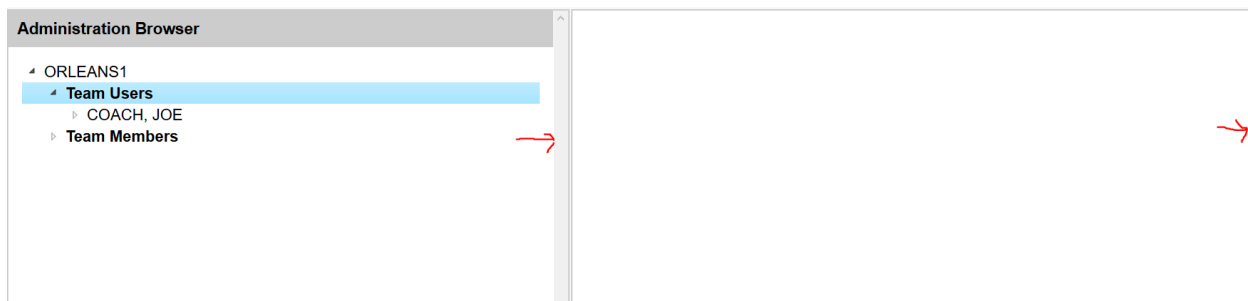 Administration Browser
ORLEANS1
Team Users
COACH, JOE
Team Members